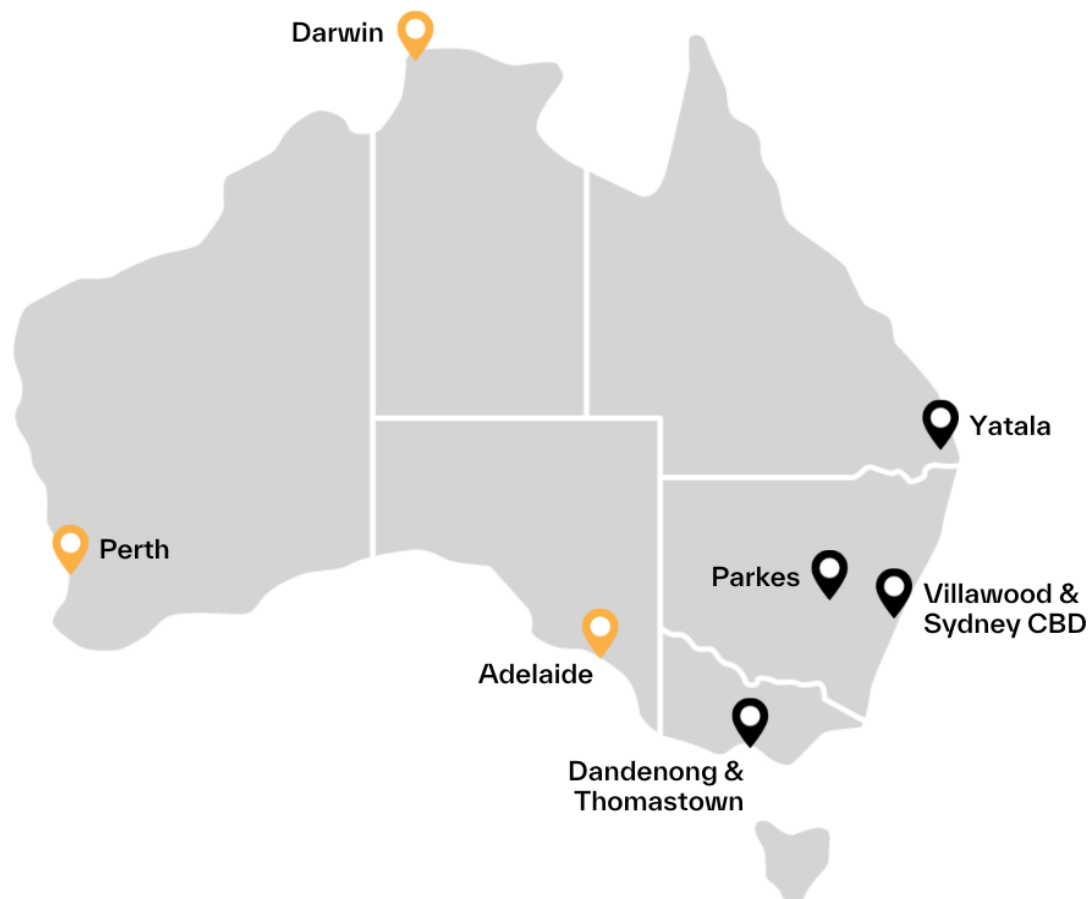 Darwin
Yatala
Perth
Parkes
Villawood &
Sydney CBD
Adelaide
Dandenong &
Thomastown